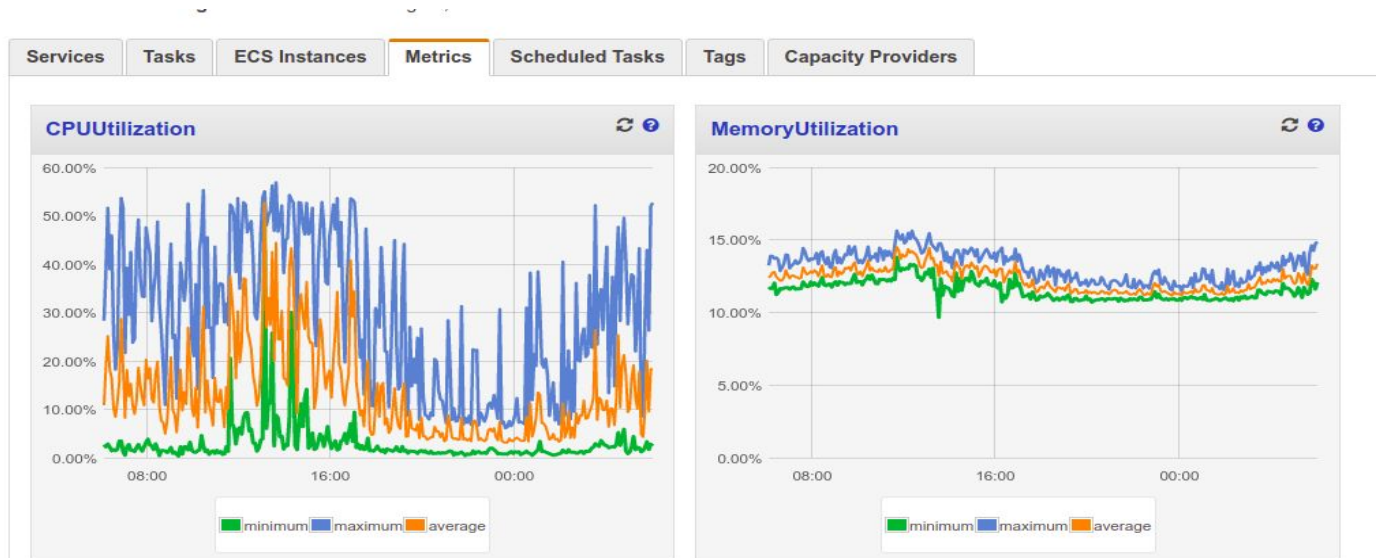 Services Tasks ECS Instances Metrics Scheduled Tasks Tags Capacity Providers
CPUUtilization
60.00%
50.00%
40.00%
30.00%
20.00%
10.00%
0.00%
08:00 16:00 00:00
minimum maximum average
MemoryUtilization
20.00%
15.00%
10.00%
5.00%
0.00%
08:00 16:00 00:00
minimum maximum average